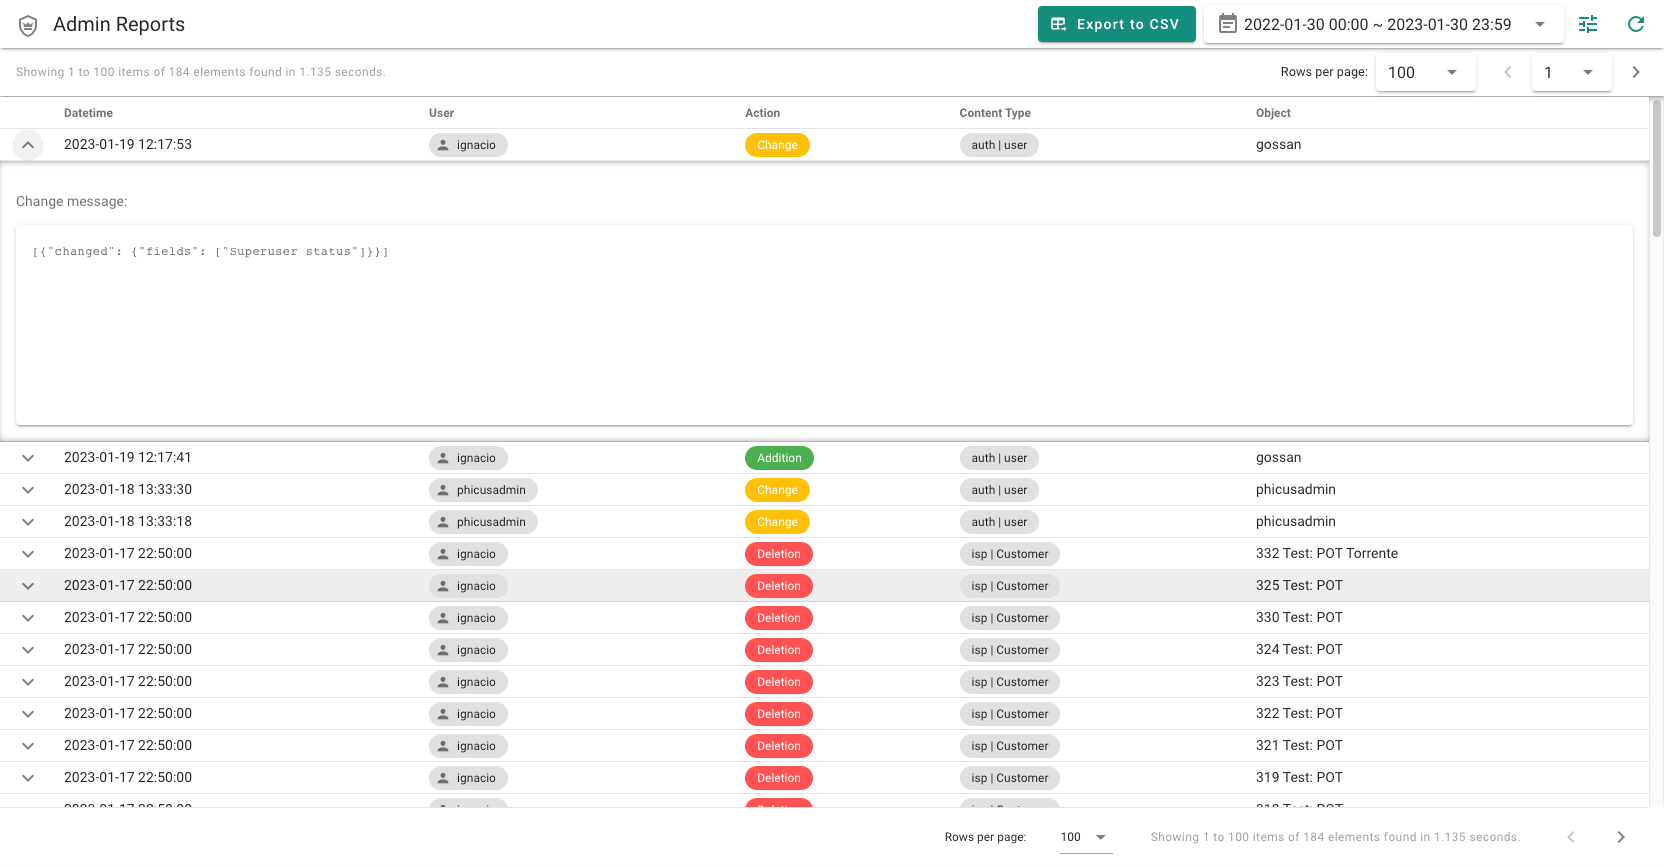 Admin Reports
Export to CSV
2022-01-30 00:00 ~ 2023-01-30 23:59
Showing 1 to 100 items of 184 elements found in 1.135 seconds.
Rows per page: 100 1
Datetime User Action Content Type Object
2023-01-19 12:17:53 ignacio Change auth | user gossan
Change message:
[{"changed": {"fields": ["Superuser status"]}}]
2023-01-19 12:17:41 ignacio Addition auth | user gossan
2023-01-18 13:33:30 phicusadmin Change auth | user phicusadmin
2023-01-18 13:33:18 phicusadmin Change auth | user phicusadmin
2023-01-17 22:50:00 ignacio Deletion isp | Customer 332 Test: POT Torrente
2023-01-17 22:50:00 ignacio Deletion isp | Customer 325 Test: POT
2023-01-17 22:50:00 ignacio Deletion isp | Customer 330 Test: POT
2023-01-17 22:50:00 ignacio Deletion isp | Customer 324 Test: POT
2023-01-17 22:50:00 ignacio Deletion isp | Customer 323 Test: POT
2023-01-17 22:50:00 ignacio Deletion isp | Customer 322 Test: POT
2023-01-17 22:50:00 ignacio Deletion isp | Customer 321 Test: POT
2023-01-17 22:50:00 ignacio Deletion isp | Customer 319 Test: POT
Rows per page: 100 Showing 1 to 100 items of 184 elements found in 1.135 seconds.